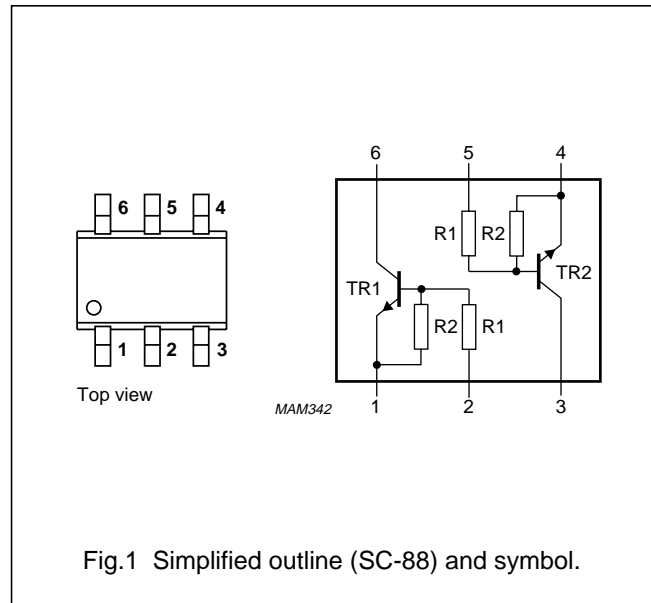 6 5 4
1 2 3
Top view
6 5 4
R1 R2
TR2
TR1
R2 R1
1 2 3
MAM342
Fig.1 Simplified outline (SC-88) and symbol.